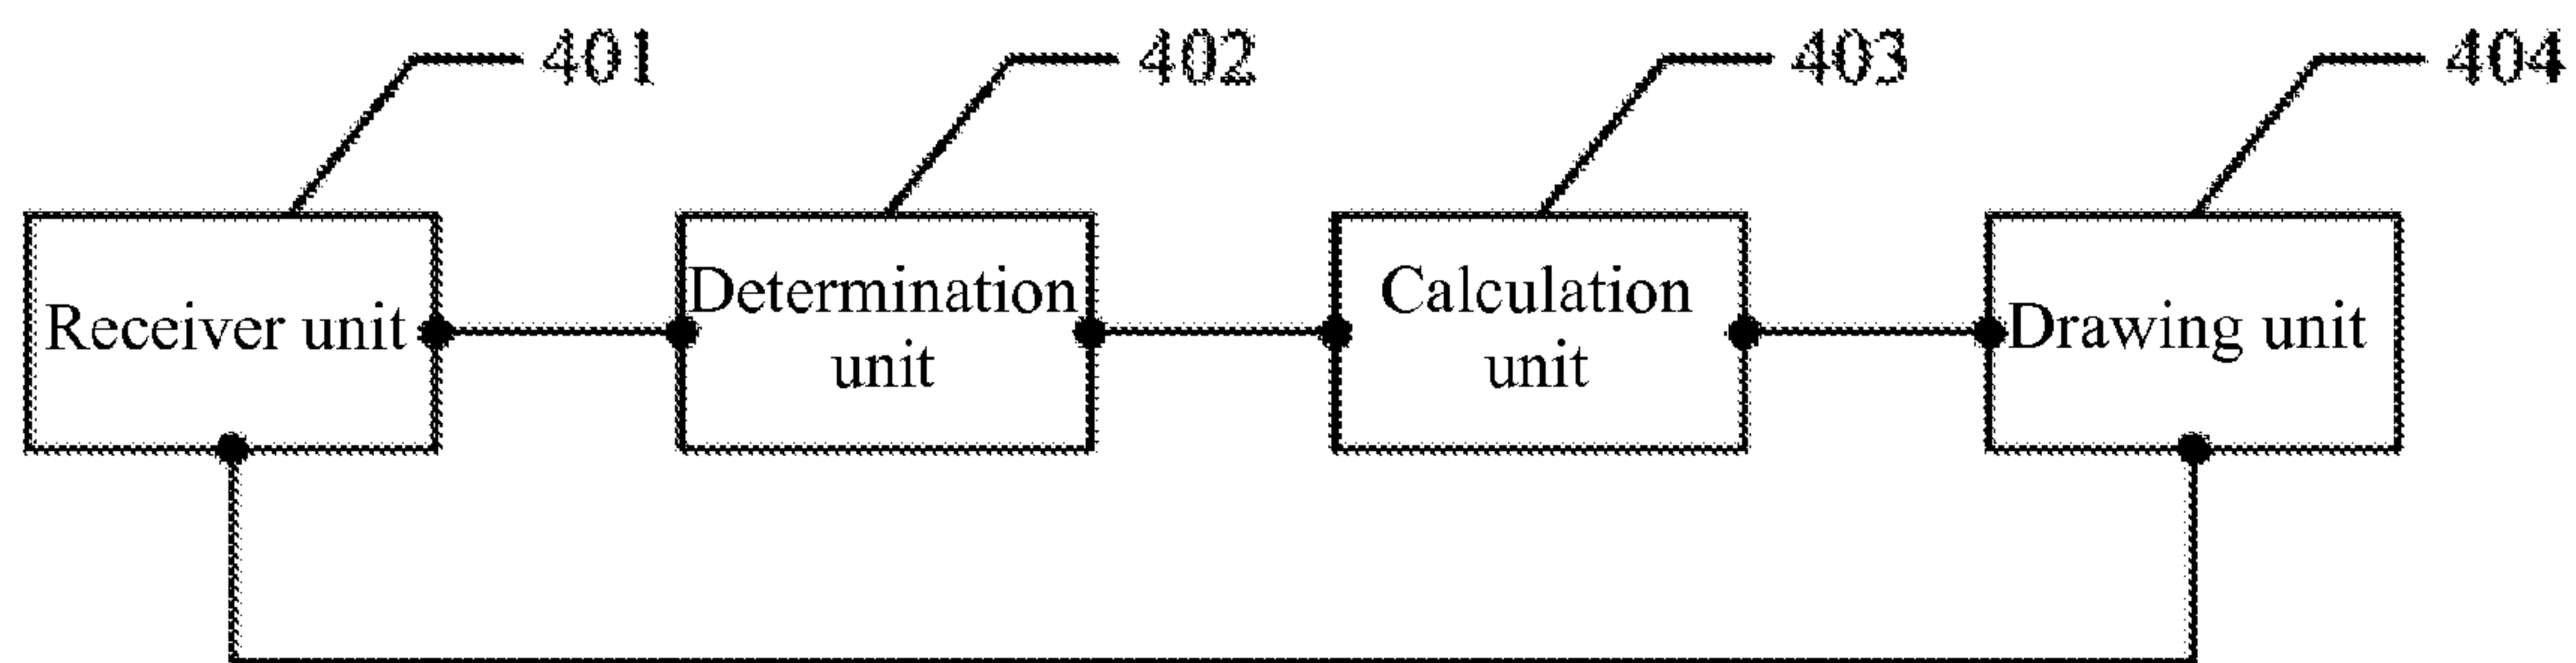 401
402
403
404
Receiver unit
Determination
unit
Calculation
unit
Drawing unit